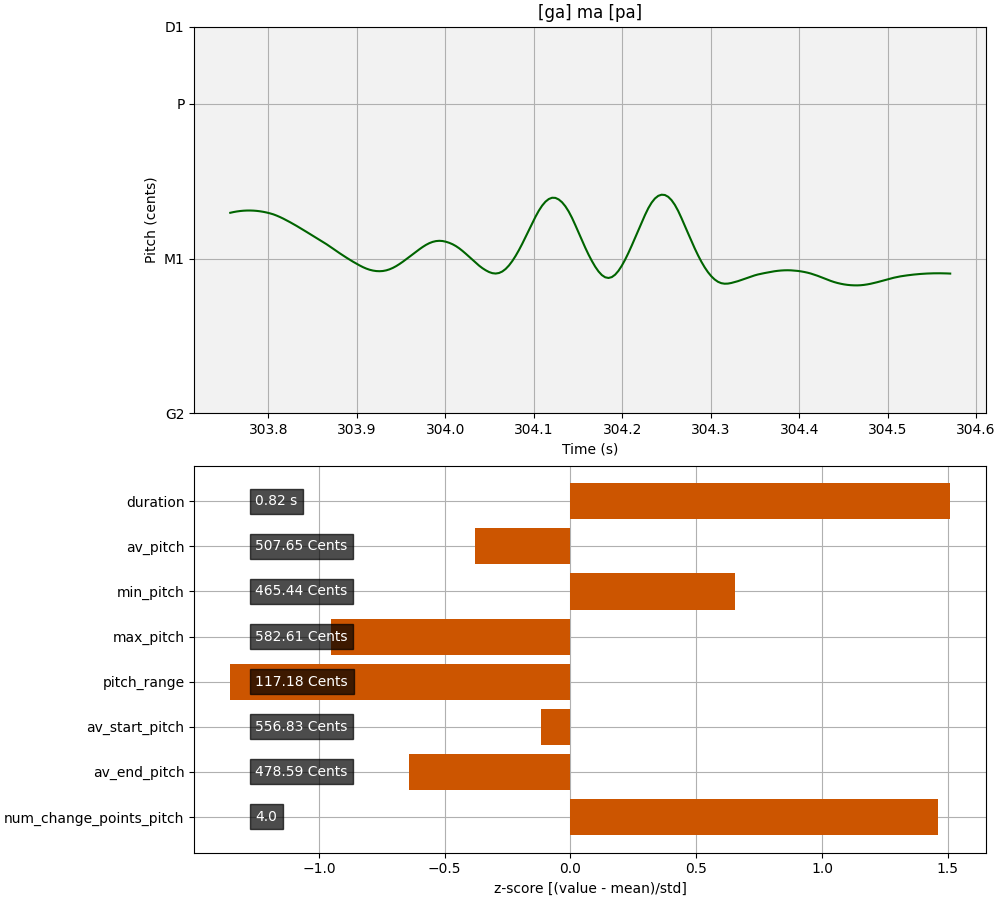 [ga] ma [pa]
D1
P
M1
G2
Pitch (cents)
303.8 303.9 304.0 304.1 304.2 304.3 304.4 304.5 304.6
Time (s)
duration 0.82 s
av_pitch 507.65 Cents
min_pitch 465.44 Cents
max_pitch 582.61 Cents
pitch_range 117.18 Cents
av_start_pitch 556.83 Cents
av_end_pitch 478.59 Cents
num_change_points_pitch 4.0
−1.0 −0.5 0.0 0.5 1.0 1.5
z-score [(value - mean)/std]